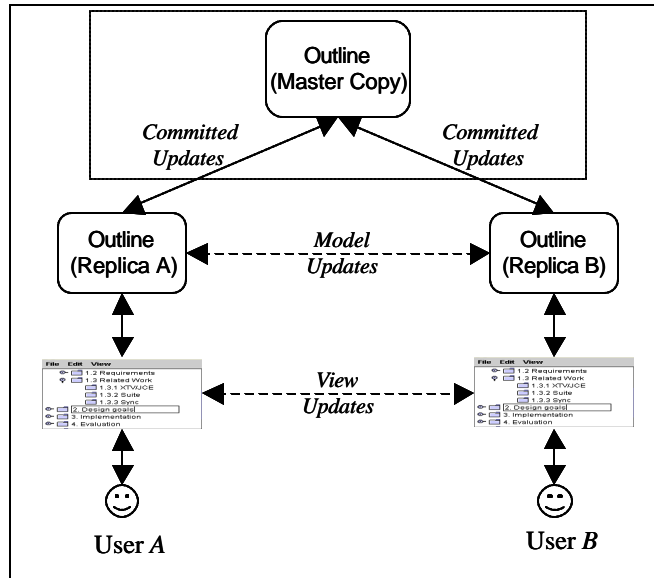 Outline
(Master Copy)
Committed
Updates
Committed
Updates
Outline
(Replica A)
Model
Updates
Outline
(Replica B)
File Edit View
1.2 Requirements
1.3 Related Work
1.3.1 XTV/JCE
1.3.2 Suite
1.3.3 Sync
2. Design goals
3. Implementation
4. Evaluation
View
Updates
File Edit View
1.2 Requirements
1.3 Related Work
1.3.1 XTV/JCE
1.3.2 Suite
1.3.3 Sync
2. Design goals
3. Implementation
4. Evaluation
User A
User B